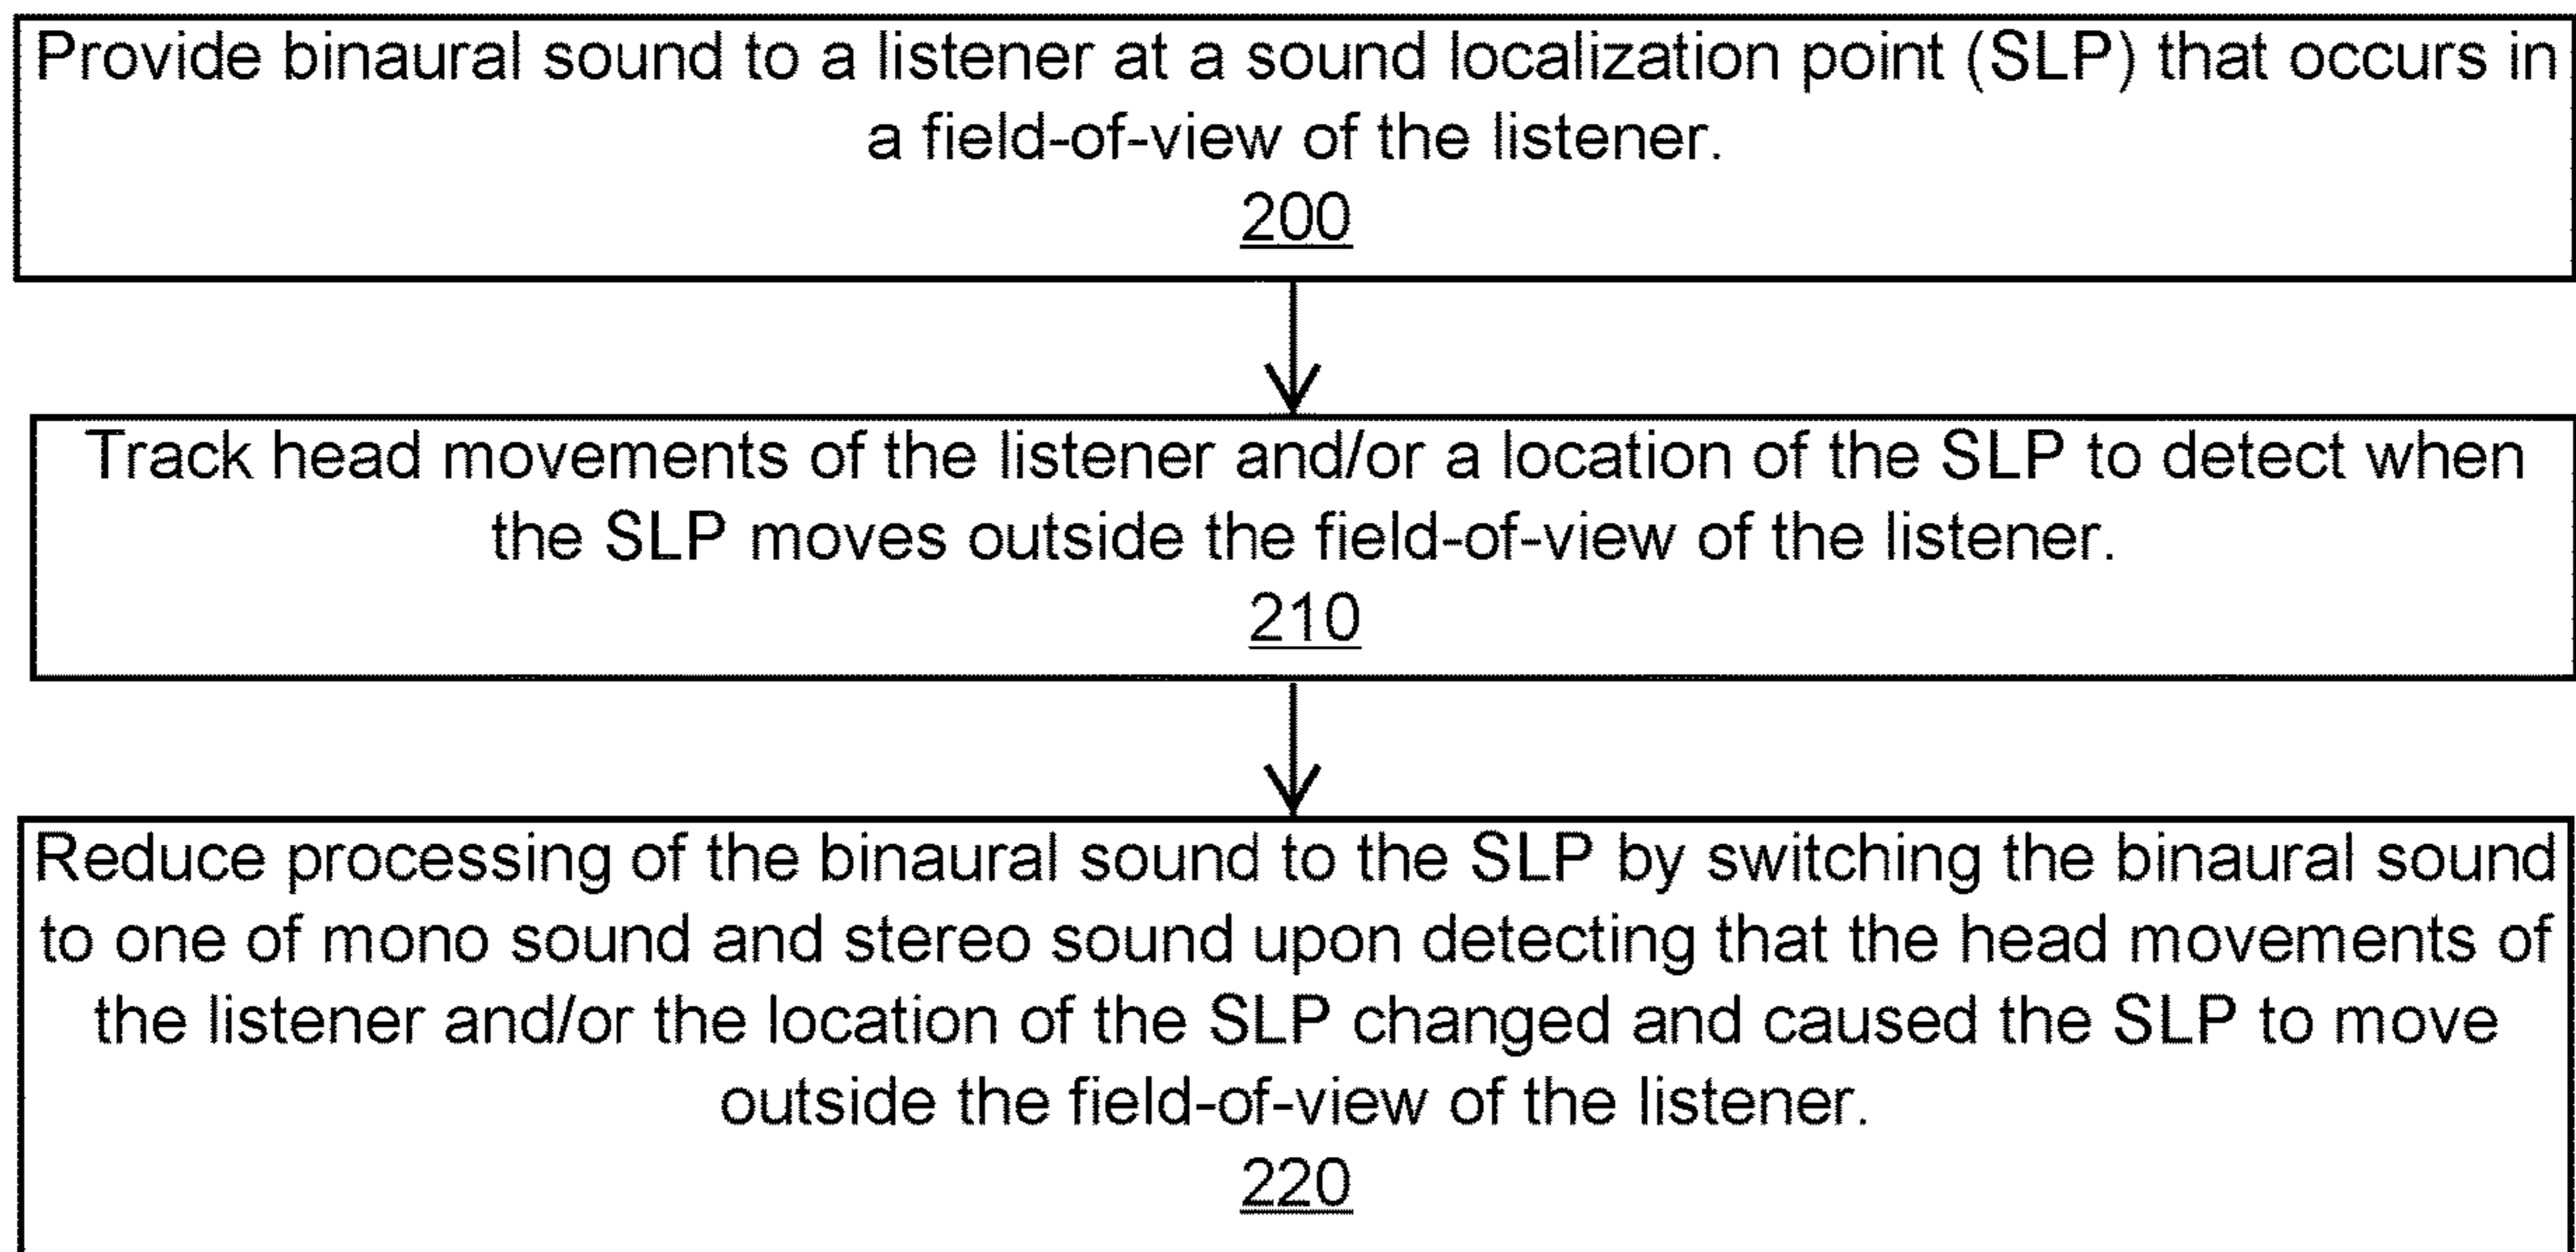 Provide binaural sound to a listener at a sound localization point (SLP) that occurs in
a field-of-view of the listener.
200
Track head movements of the listener and/or a location of the SLP to detect when
the SLP moves outside the field-of-view of the listener.
210
Reduce processing of the binaural sound to the SLP by switching the binaural sound
to one of mono sound and stereo sound upon detecting that the head movements of
the listener and/or the location of the SLP changed and caused the SLP to move
outside the field-of-view of the listener.
220